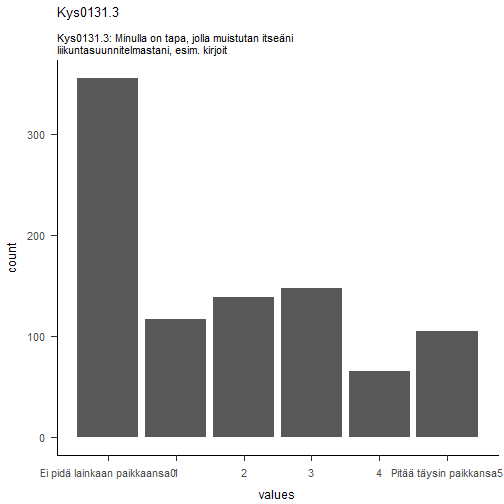 Kys0131.3
Kys0131.3: Minulla on tapa, jolla muistutan itseäni
liikuntasuunnitelmastani, esim. kirjoit
300
200
100
0
count
Ei pidä lainkaan paikkaansa0 1 2 3 4 Pitää täysin paikkansa5
values